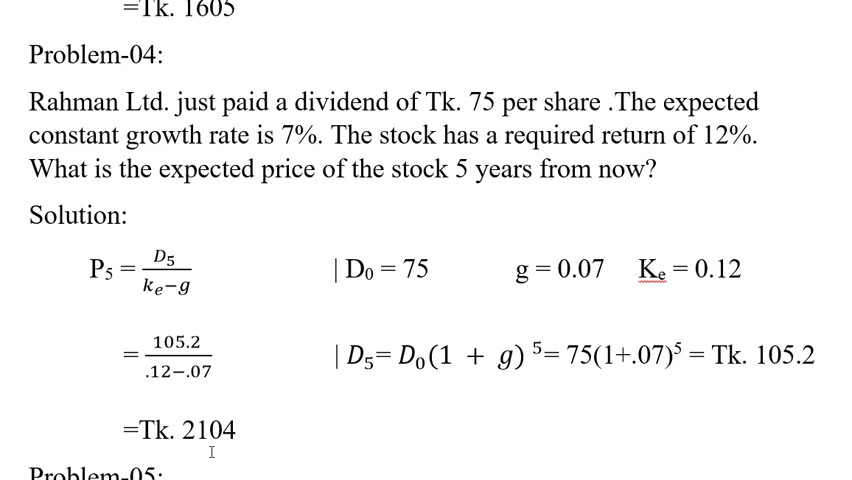 =Tk. 1605
Problem-04:
Rahman Ltd. just paid a dividend of Tk. 75 per share .The expected
constant growth rate is 7%. The stock has a required return of 12%.
What is the expected price of the stock 5 years from now?
Solution:
P₅ = D₅/(kₑ−g) | D₀ = 75 g = 0.07 Kₑ = 0.12
= 105.2/(.12−.07) | D₅= D₀(1 + g) ⁵= 75(1+.07)⁵ = Tk. 105.2
=Tk. 2104
Problem-05: